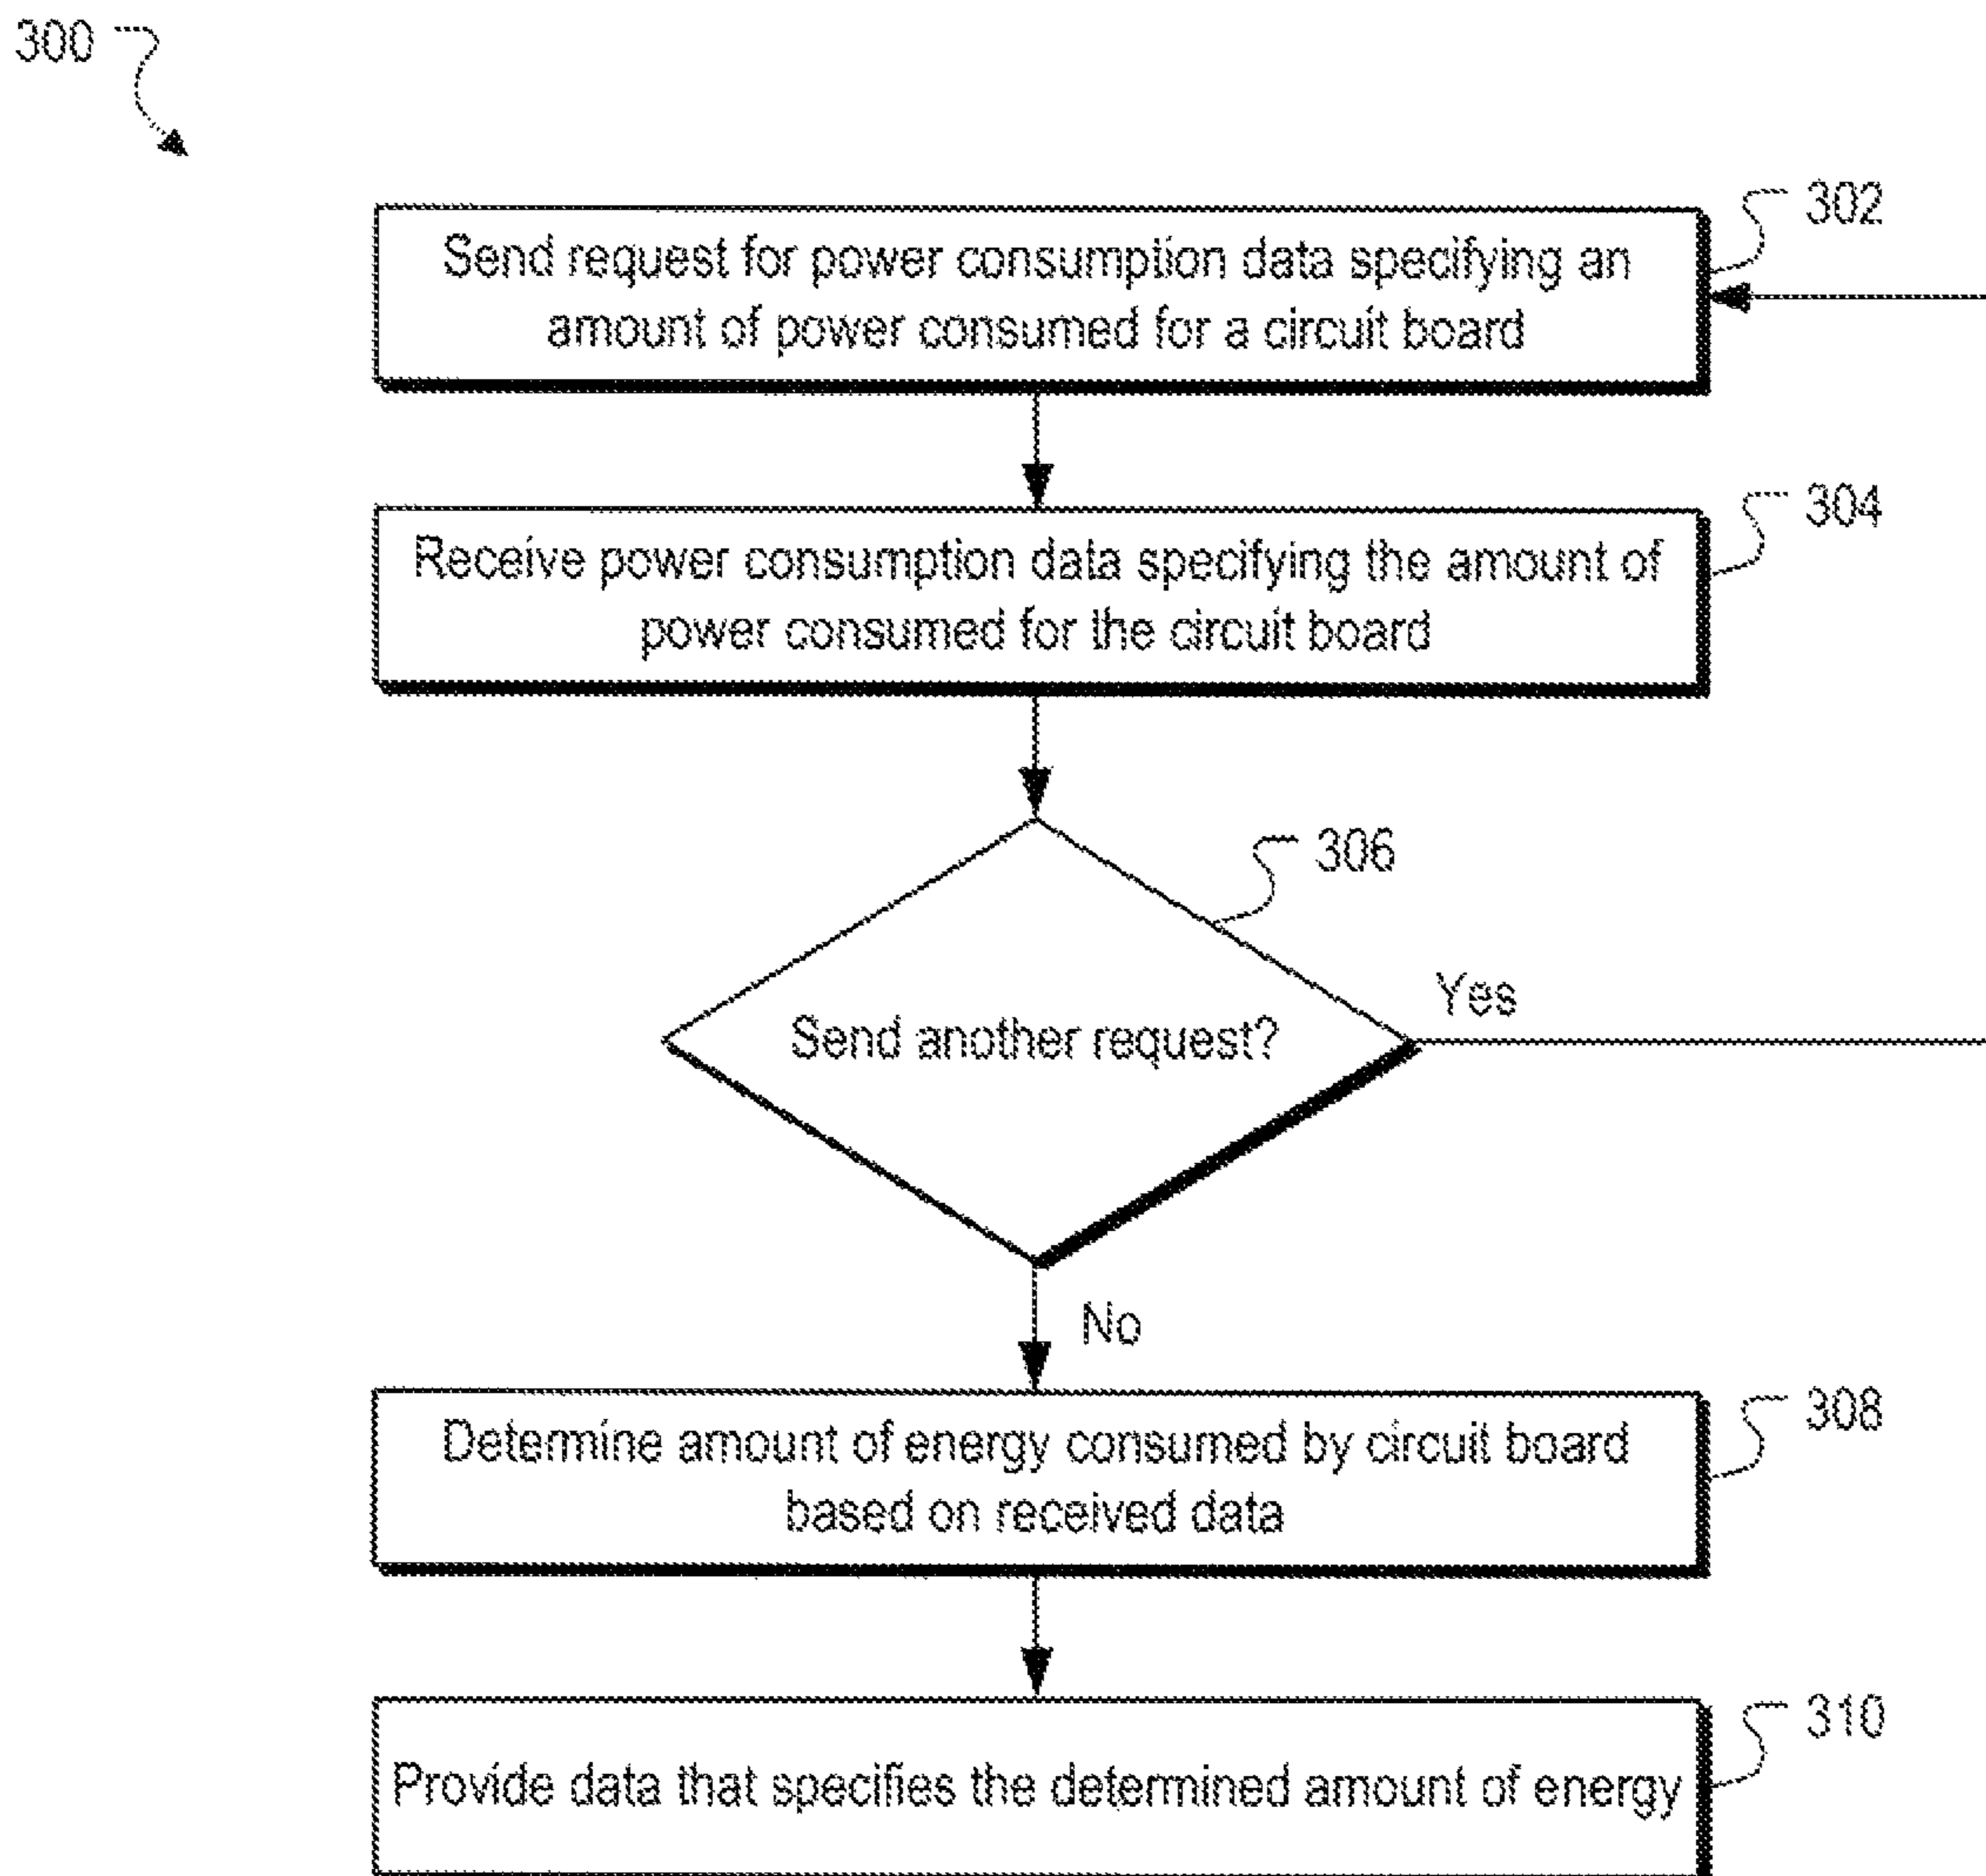 300
302
Send request for power consumption data specifying an
amount of power consumed for a circuit board
304
Receive power consumption data specifying the amount of
power consumed for the circuit board
306
Send another request?
Yes
No
308
Determine amount of energy consumed by circuit board
based on received data
310
Provide data that specifies the determined amount of energy